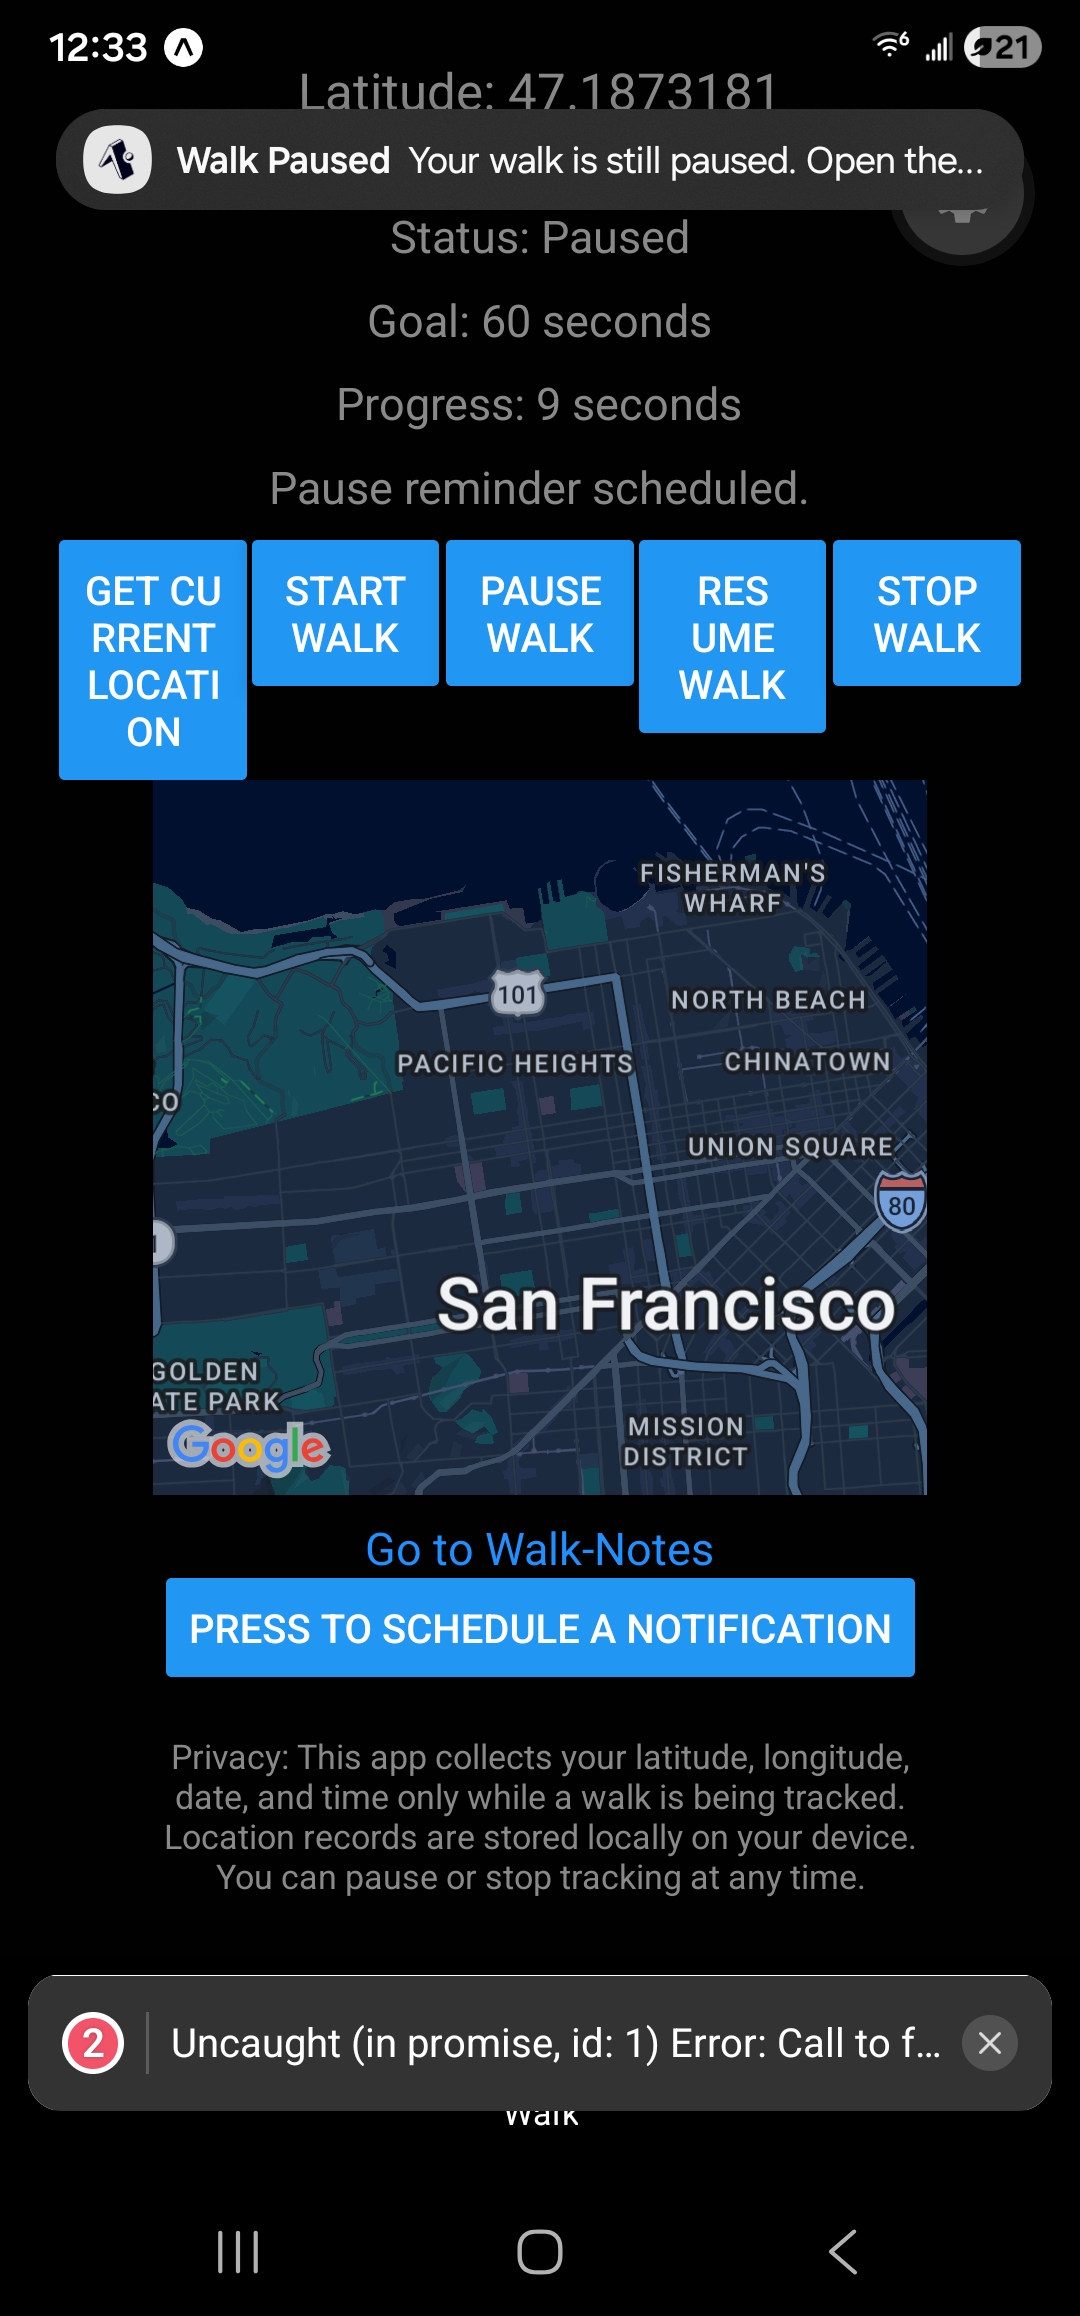 12:33
6
21
Latitude: 47.1873181
Walk Paused Your walk is still paused. Open the...
Status: Paused
Goal: 60 seconds
Progress: 9 seconds
Pause reminder scheduled.
GET CU
RRENT
LOCATI
ON
START
WALK
PAUSE
WALK
RES
UME
WALK
STOP
WALK
FISHERMAN'S
WHARF
101
NORTH BEACH
PACIFIC HEIGHTS
CHINATOWN
CO
UNION SQUARE
80
1
San Francisco
GOLDEN
ATE PARK
MISSION
DISTRICT
Google
Go to Walk-Notes
PRESS TO SCHEDULE A NOTIFICATION
Privacy: This app collects your latitude, longitude,
date, and time only while a walk is being tracked.
Location records are stored locally on your device.
You can pause or stop tracking at any time.
2
Uncaught (in promise, id: 1) Error: Call to f...
Walk